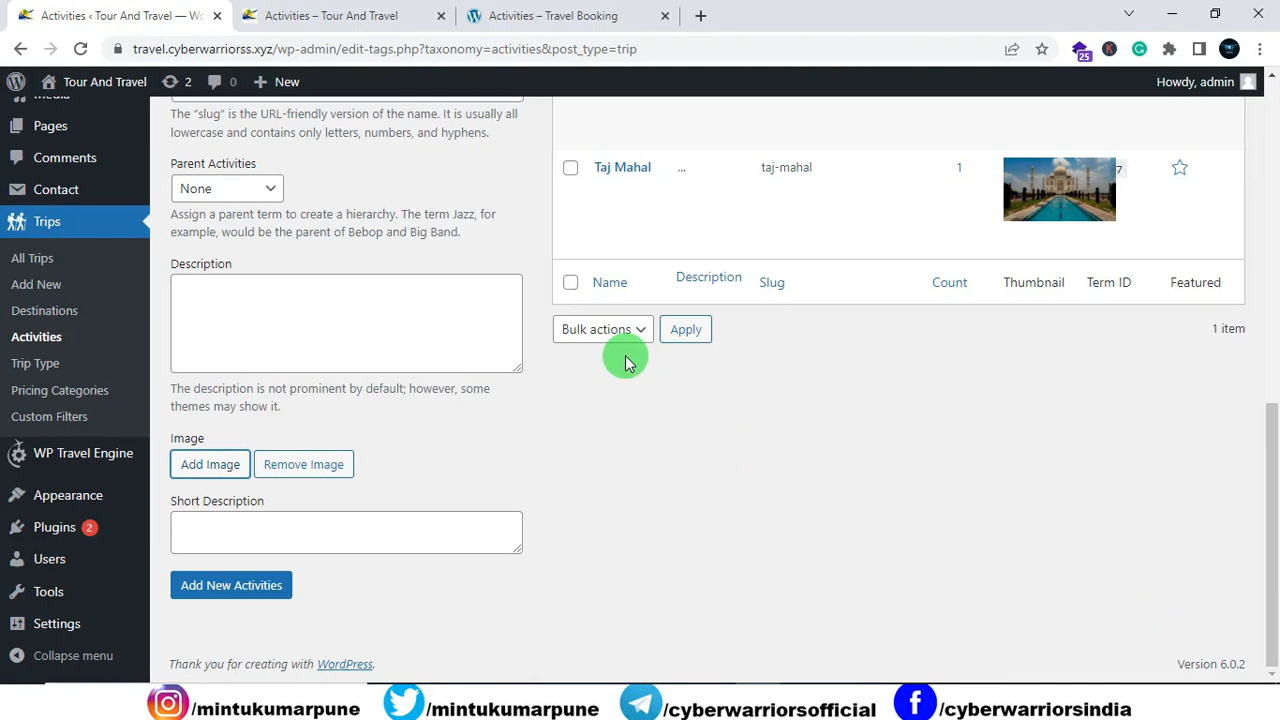 Activities ‹ Tour And Travel — Wo
Activities – Tour And Travel
Activities – Travel Booking
travel.cyberwarriorss.xyz/wp-admin/edit-tags.php?taxonomy=activities&post_type=trip
25
Tour And Travel
2
0
New
Howdy, admin
Media
Pages
Comments
Contact
Trips
All Trips
Add New
Destinations
Activities
Trip Type
Pricing Categories
Custom Filters
WP Travel Engine
Appearance
Plugins 2
Users
Tools
Settings
Collapse menu
The “slug” is the URL-friendly version of the name. It is usually all
lowercase and contains only letters, numbers, and hyphens.
Parent Activities
None
Assign a parent term to create a hierarchy. The term Jazz, for
example, would be the parent of Bebop and Big Band.
Description
The description is not prominent by default; however, some
themes may show it.
Image
Add Image
Remove Image
Short Description
Add New Activities
Taj Mahal ... taj-mahal 1 7
Name Description Slug Count Thumbnail Term ID Featured
Bulk actions
Apply
1 item
Thank you for creating with WordPress.
Version 6.0.2
/mintukumarpune
/mintukumarpune
/cyberwarriorsofficial
/cyberwarriorsindia